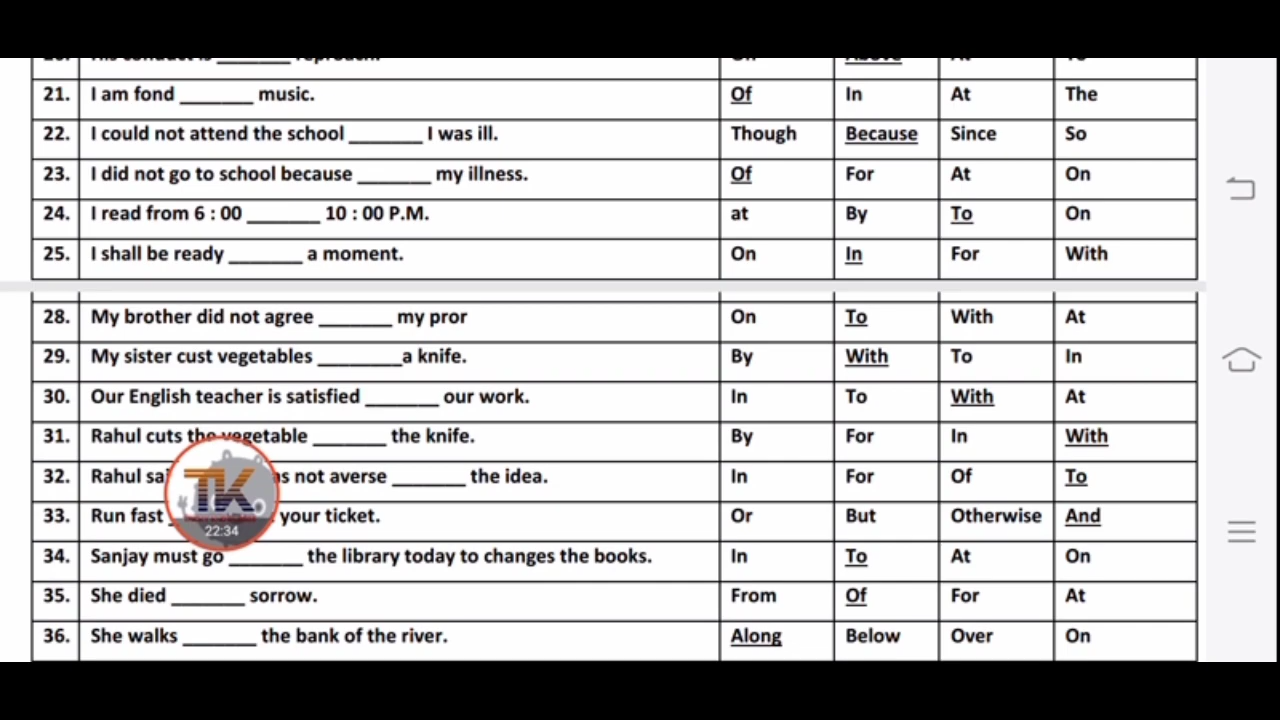 21. I am fond _______ music. Of In At The
22. I could not attend the school _______ I was ill. Though Because Since So
23. I did not go to school because _______ my illness. Of For At On
24. I read from 6 : 00 _______ 10 : 00 P.M. at By To On
25. I shall be ready _______ a moment. On In For With
28. My brother did not agree _______ my pror On To With At
29. My sister cust vegetables ________a knife. By With To In
30. Our English teacher is satisfied _______ our work. In To With At
31. Rahul cuts the vegetable _______ the knife. By For In With
32. Rahul not averse _______ the idea. In For Of To
33. Run fast your ticket. Or But Otherwise And
TK
22:34
34. Sanjay must go _______ the library today to changes the books. In To At On
35. She died _______ sorrow. From Of For At
36. She walks _______ the bank of the river. Along Below Over On